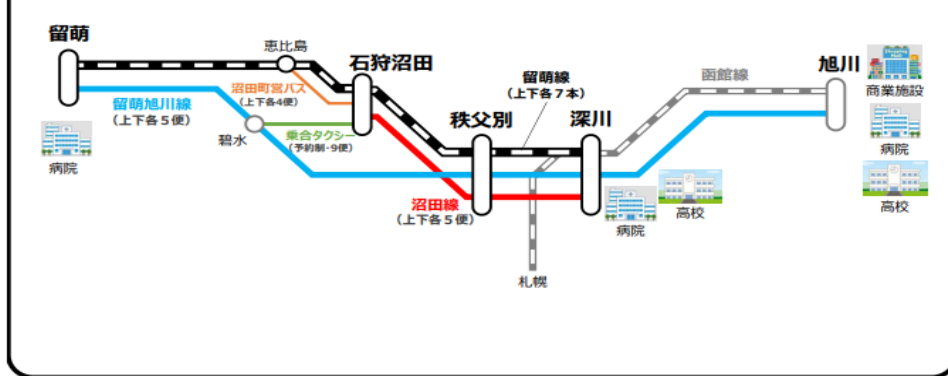 留萌
恵比島
石狩沼田
沼田町営バス
(上下各4便)
留萌旭川線
(上下各５便)
碧水
乗合タクシー
(予約制・9便)
病院
留萌線
(上下各７本)
秩父別
深川
沼田線
(上下各５便)
函館線
旭川
商業施設
病院
高校
病院
高校
札幌